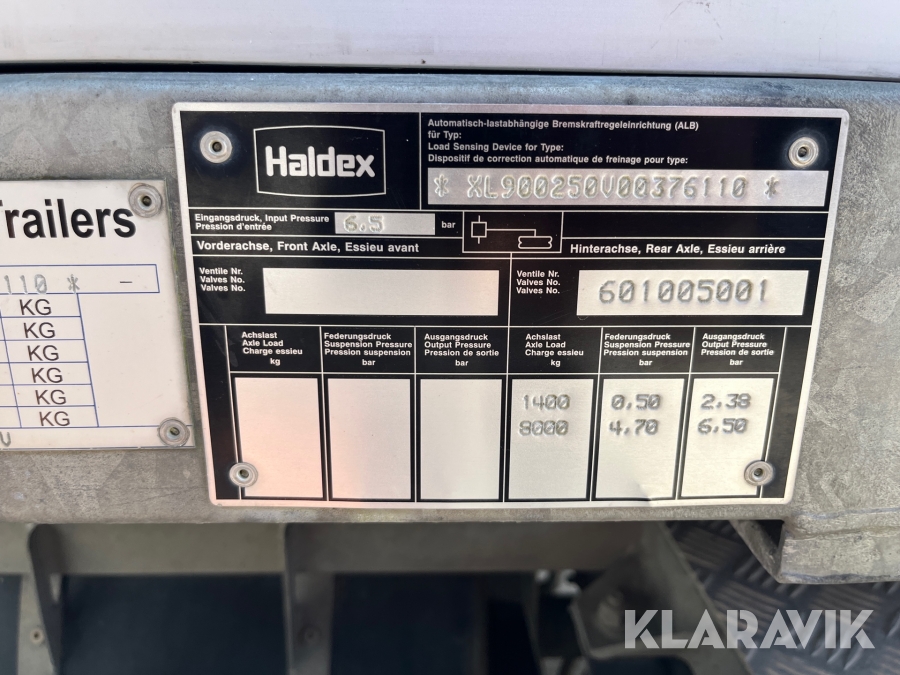 Haldex
Automatisch-lastabhängige Bremskraftregeleinrichtung (ALB)
für Typ:
Load Sensing Device for Type:
Dispositif de correction automatique de freinage pour type:
* XL900250V00376110 *
Eingangsdruck, Input Pressure
Pression d'entrée
6.5 bar
Vorderachse, Front Axle, Essieu avant
Hinterachse, Rear Axle, Essieu arrière
Ventile Nr.
Valves No.
Valves No.
Ventile Nr.
Valves No.
Valves No.
601005001
Achslast
Axle Load
Charge essieu
kg
Federungsdruck
Suspension Pressure
Pression suspension
bar
Ausgangsdruck
Output Pressure
Pression de sortie
bar
Achslast
Axle Load
Charge essieu
kg
Federungsdruck
Suspension Pressure
Pression suspension
bar
Ausgangsdruck
Output Pressure
Pression de sortie
bar
1400 0,50 2,38
8000 4,70 6,50
Trailers
110 * –
KG
KG
KG
KG
KG
KG
V
KLARAVIK